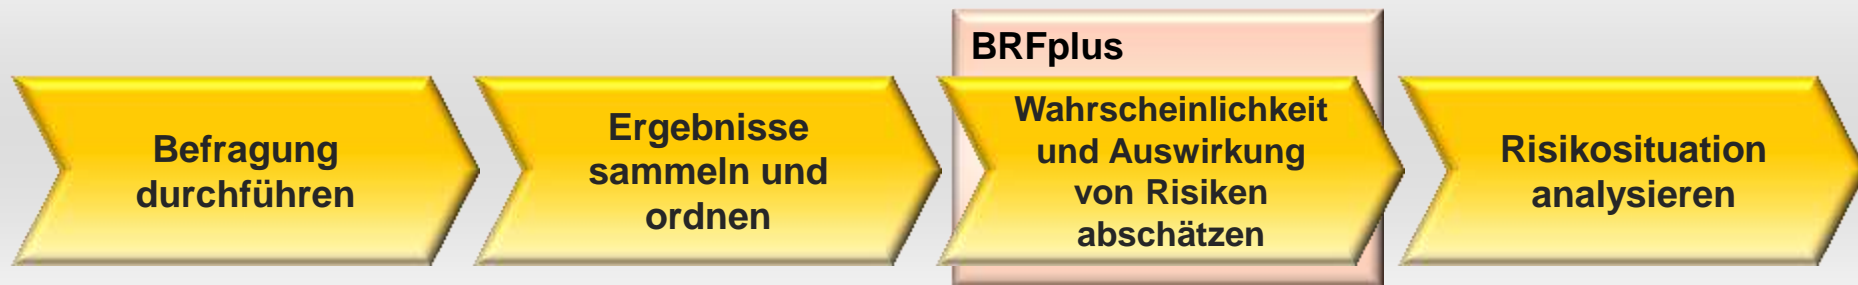 Befragung
durchführen
Ergebnisse
sammeln und
ordnen
BRFplus
Wahrscheinlichkeit
und Auswirkung
von Risiken
abschätzen
Risikosituation
analysieren